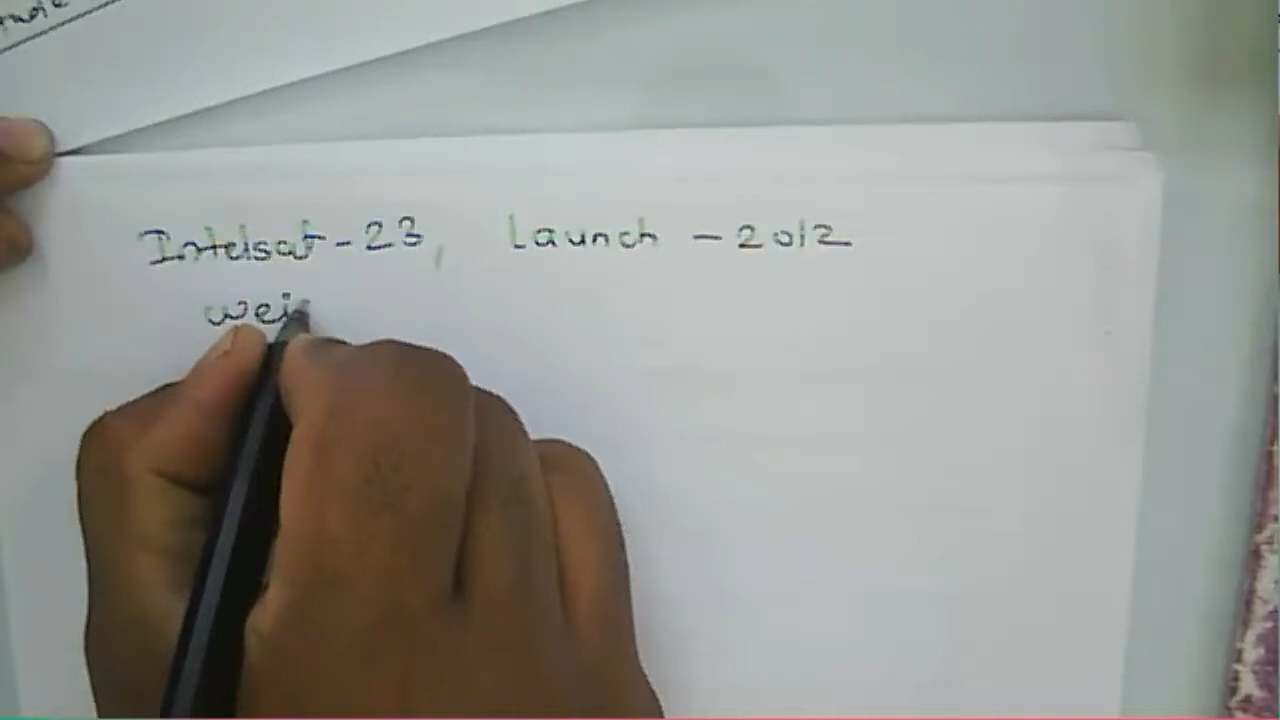 Intelsat - 23, Launch - 2012
wei